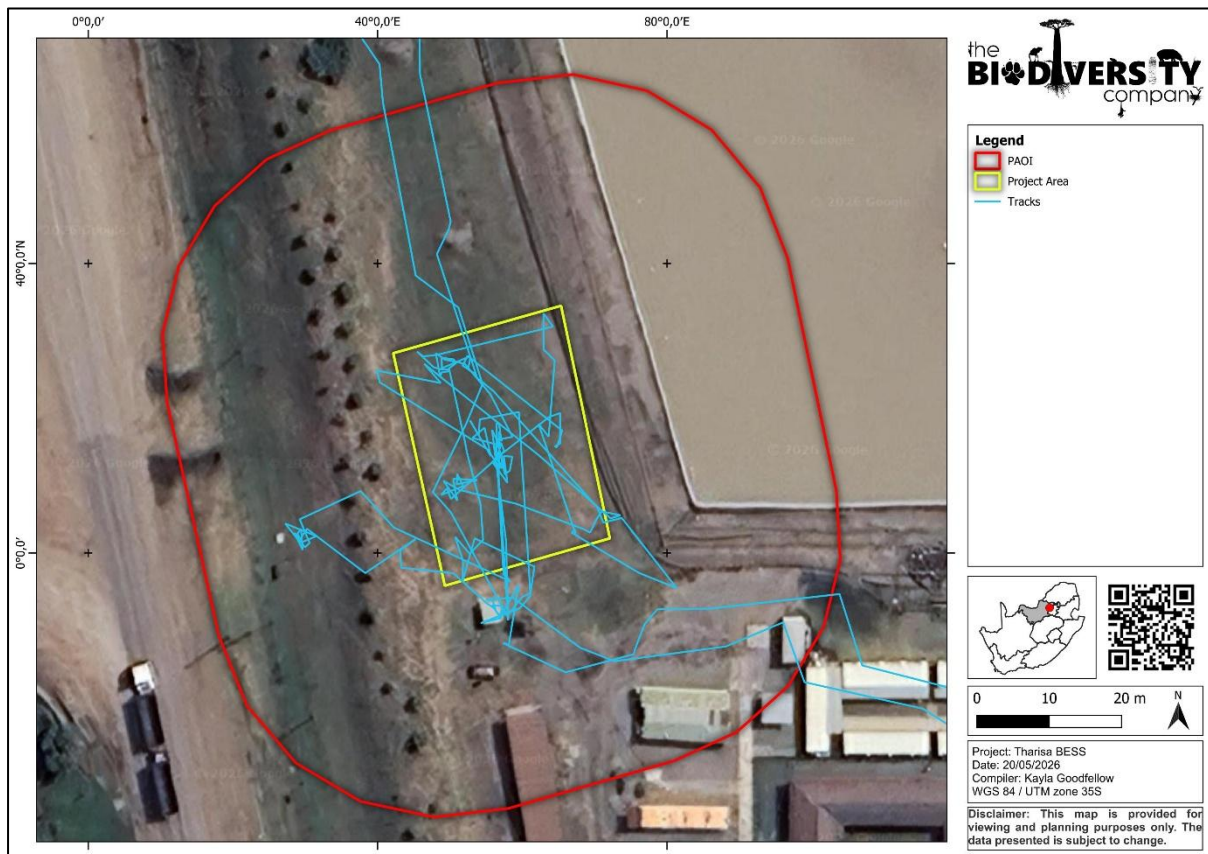 0°0,0'
40°0,0'E
80°0,0'E
40°0,0'N
0°0,0'
the
BIODIVERSITY
company
Legend
PAOI
Project Area
Tracks
0 10 20 m
N
Project: Tharisa BESS
Date: 20/05/2026
Compiler: Kayla Goodfellow
WGS 84 / UTM zone 35S
Disclaimer: This map is provided for
viewing and planning purposes only. The
data presented is subject to change.
© 2026 Google
© 2026 Google
© 2026 Google